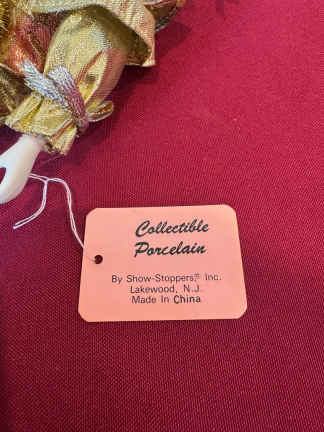 Collectible
Porcelain
By Show-Stoppers® Inc.
Lakewood, N.J.
Made In China